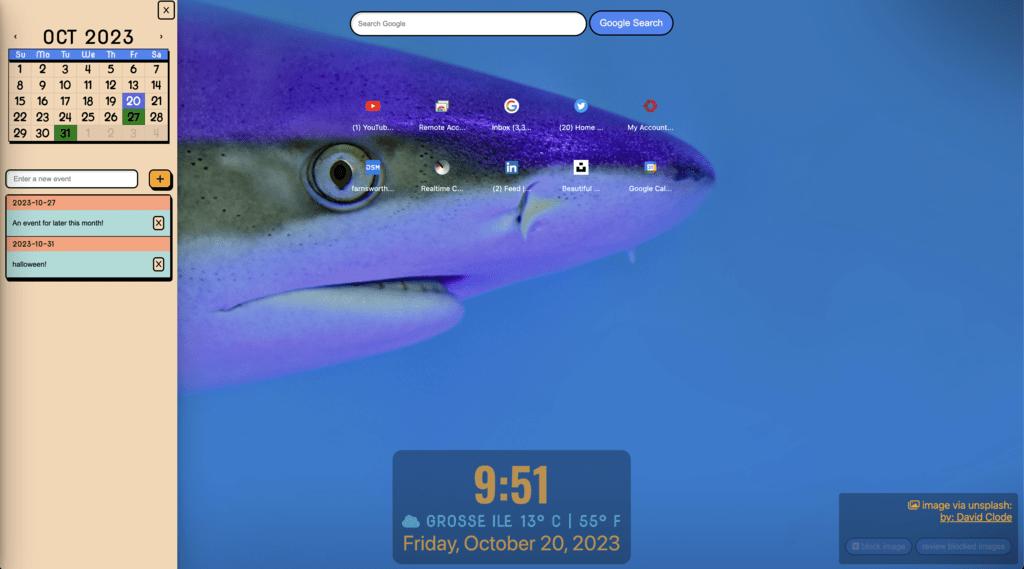 X
‹ OCT 2023 ›
Su Mo Tu We Th Fr Sa
1 2 3 4 5 6 7
8 9 10 11 12 13 14
15 16 17 18 19 20 21
22 23 24 25 26 27 28
29 30 31 1 2 3 4
Enter a new event +
2023-10-27
An event for later this month! X
2023-10-31
halloween! X
Search Google Google Search
(1) YouTub... Remote Acc... Inbox (3,3... (20) Home ... My Account...
DSM
farnsworth... Realtime C... (2) Feed |... Beautiful ... Google Cal...
9:51
GROSSE ILE 13° C | 55° F
Friday, October 20, 2023
image via unsplash:
by: David Clode
block image review blocked images